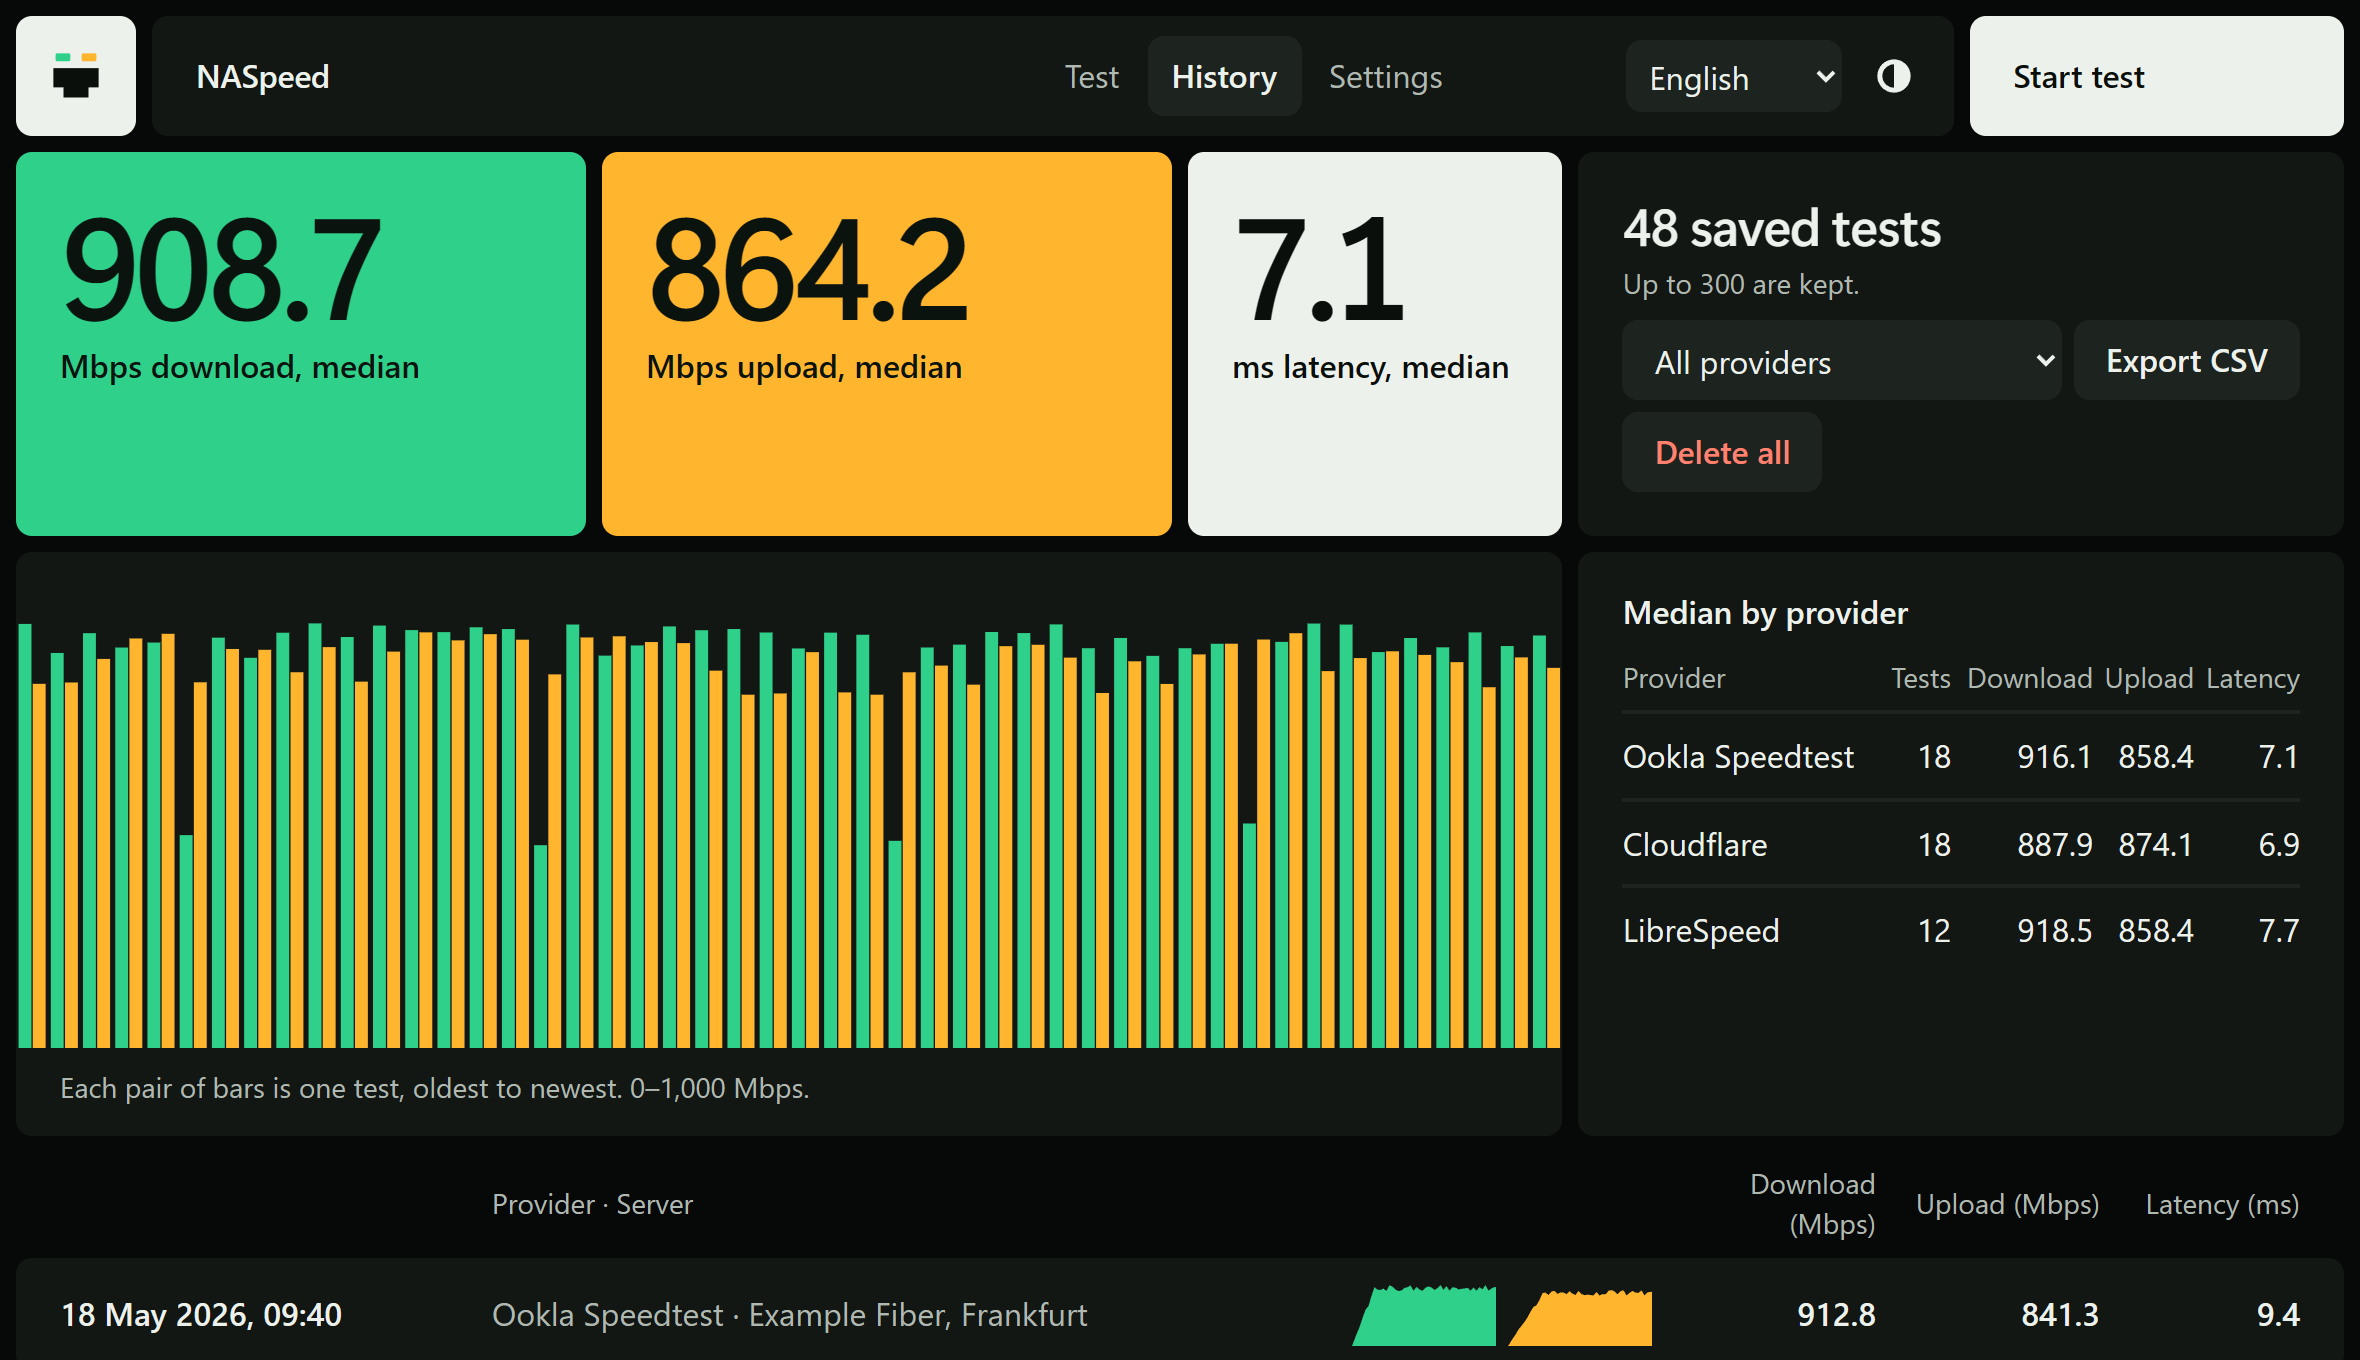 NASpeed
Test
History
Settings
English
Start test
908.7
Mbps download, median
864.2
Mbps upload, median
7.1
ms latency, median
48 saved tests
Up to 300 are kept.
All providers
Export CSV
Delete all
Each pair of bars is one test, oldest to newest. 0–1,000 Mbps.
Median by provider
Provider Tests Download Upload Latency
Ookla Speedtest 18 916.1 858.4 7.1
Cloudflare 18 887.9 874.1 6.9
LibreSpeed 12 918.5 858.4 7.7
Provider · Server
Download
(Mbps)
Upload (Mbps)
Latency (ms)
18 May 2026, 09:40 Ookla Speedtest · Example Fiber, Frankfurt 912.8 841.3 9.4